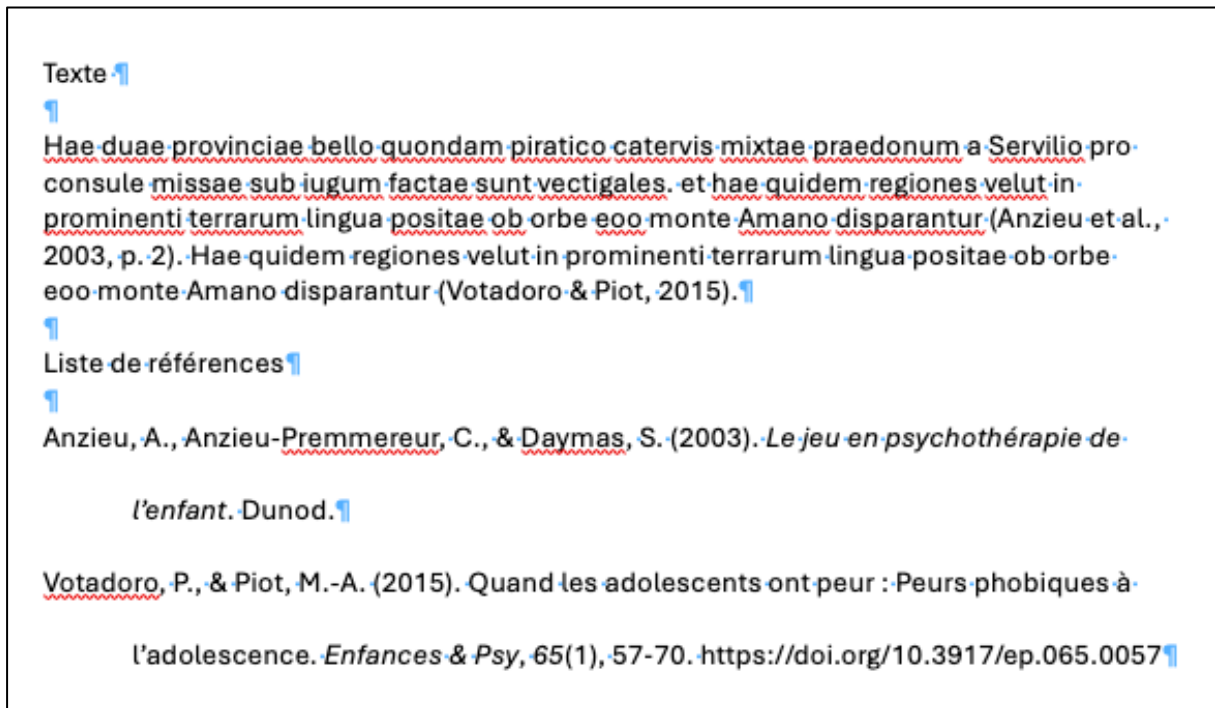 Texte ¶
¶
Hae duae provinciae bello quondam piratico catervis mixtae praedonum a Servilio pro
consule missae sub iugum factae sunt vectigales. et hae quidem regiones velut in
prominenti terrarum lingua positae ob orbe eoo monte Amano disparantur (Anzieu et al.,
2003, p. 2). Hae quidem regiones velut in prominenti terrarum lingua positae ob orbe
eoo monte Amano disparantur (Votadoro & Piot, 2015).¶
¶
Liste de références¶
¶
Anzieu, A., Anzieu-Premmereur, C., & Daymas, S. (2003). Le jeu en psychothérapie de
l’enfant. Dunod.¶
Votadoro, P., & Piot, M.-A. (2015). Quand les adolescents ont peur : Peurs phobiques à
l’adolescence. Enfances & Psy, 65(1), 57-70. https://doi.org/10.3917/ep.065.0057¶